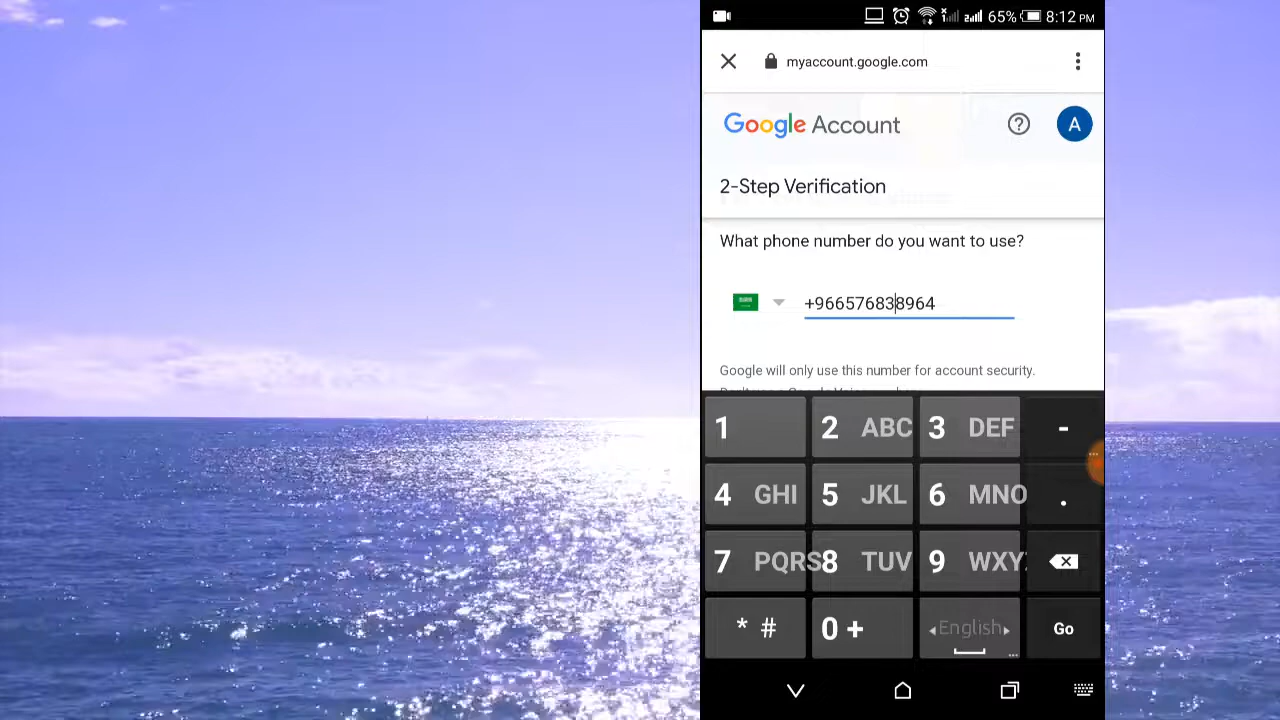 65% 8:12 PM
myaccount.google.com
Google Account
A
2-Step Verification
What phone number do you want to use?
+966576838964
Google will only use this number for account security.
1 2 ABC 3 DEF -
4 GHI 5 JKL 6 MNO .
7 PQRS 8 TUV 9 WXY
* # 0 + English Go